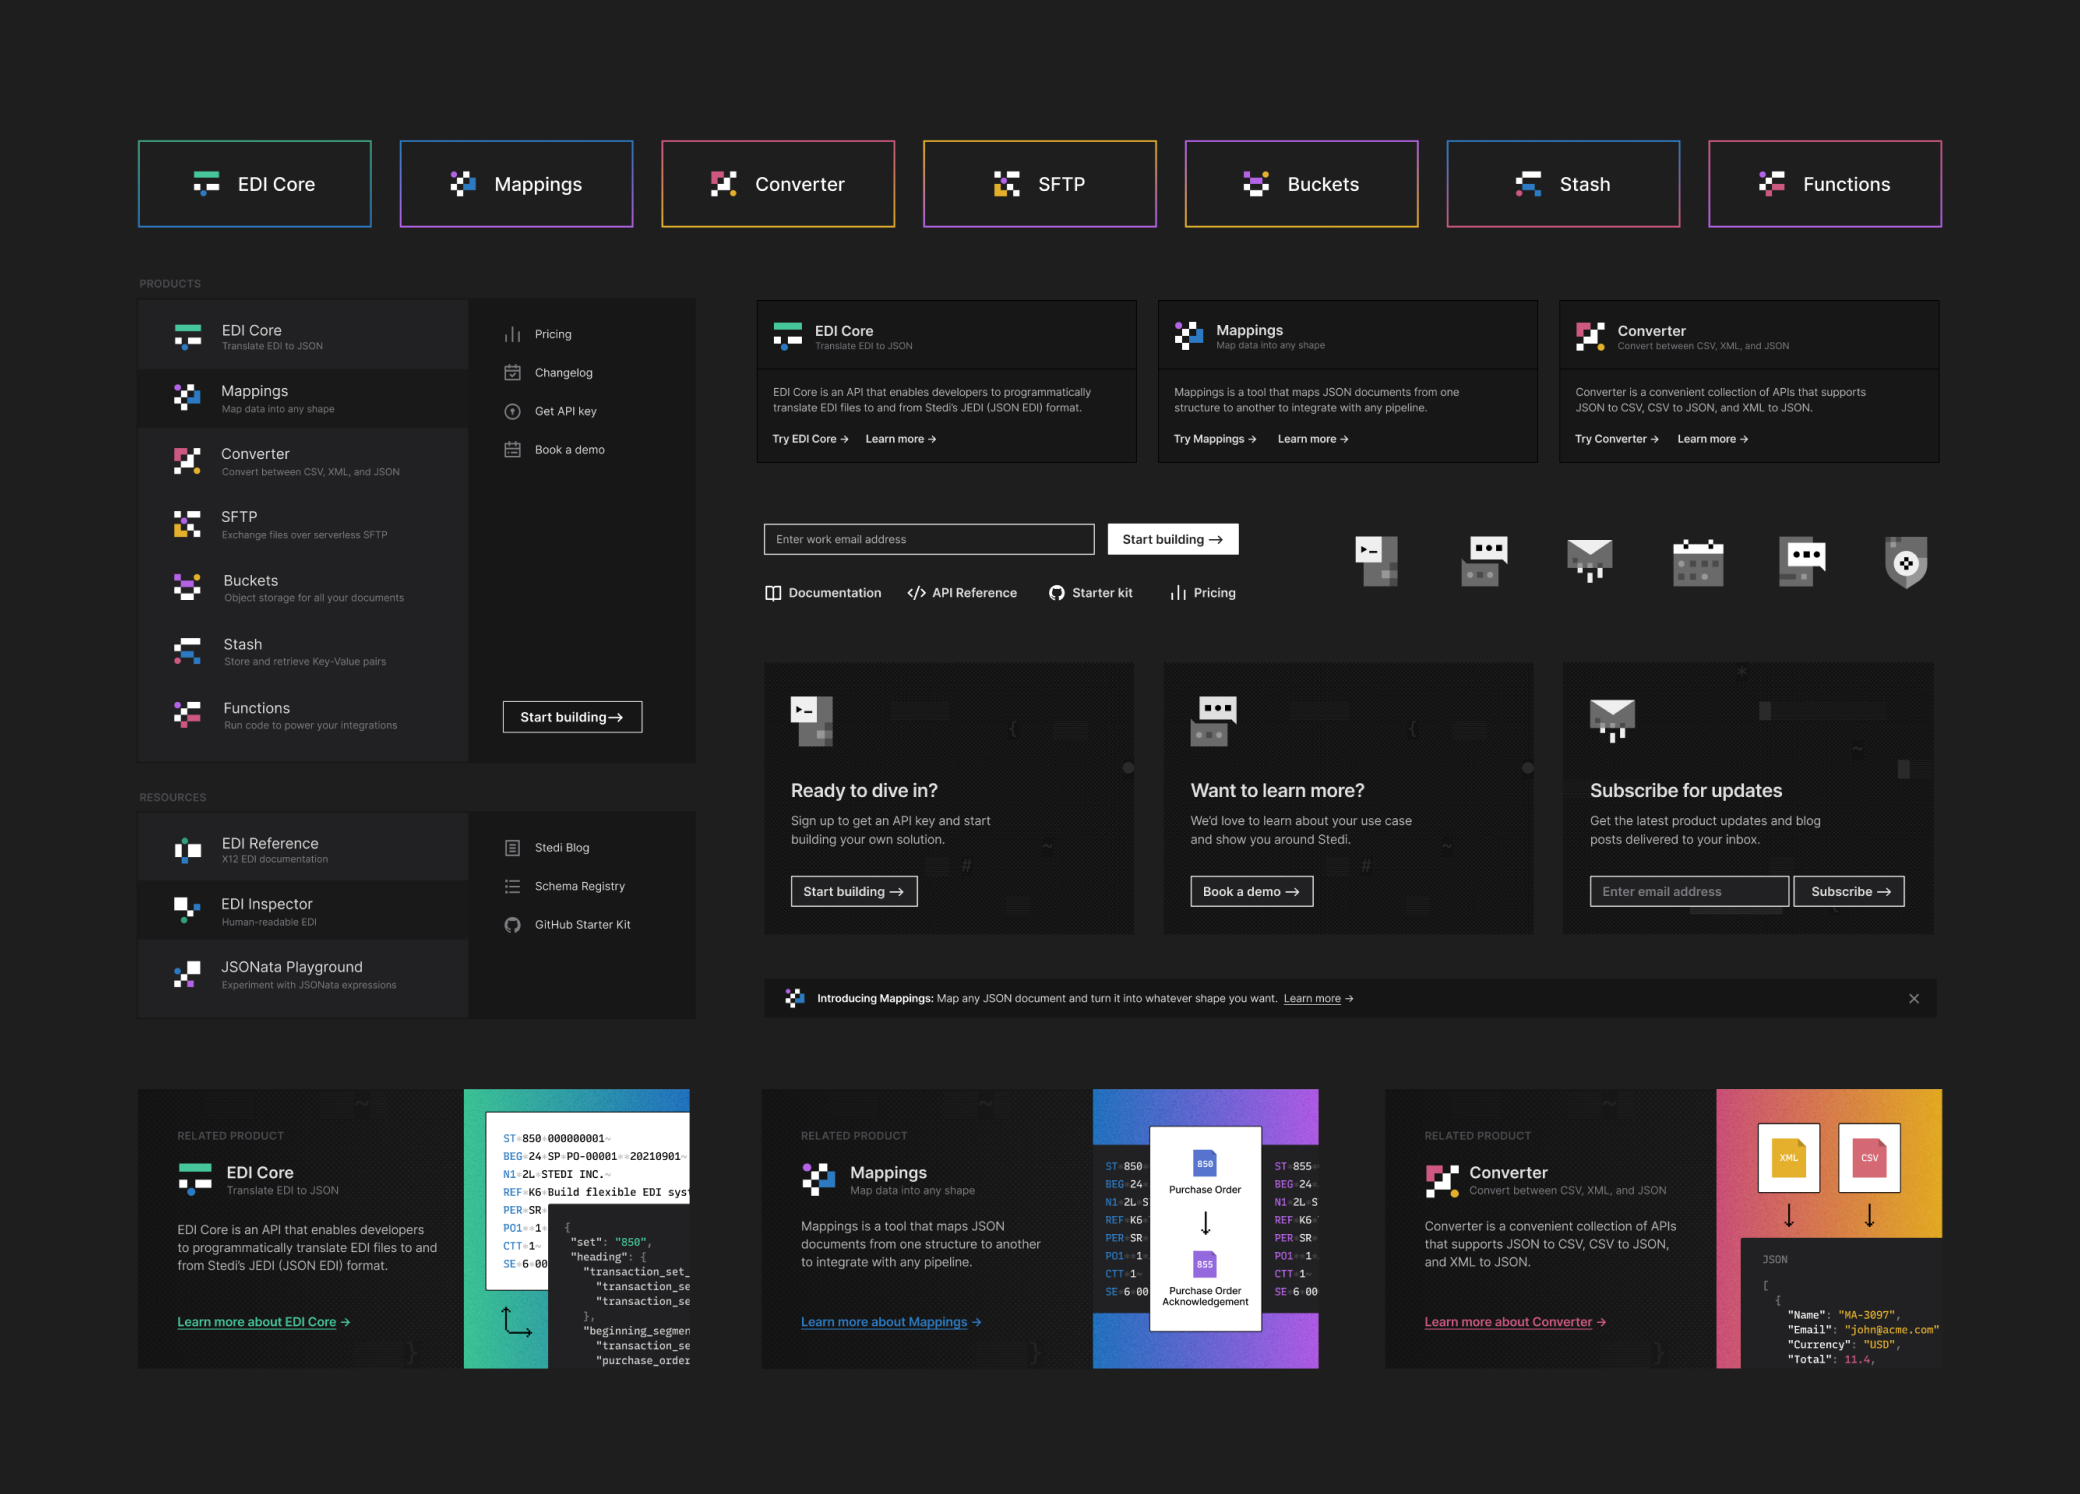 EDI Core
Mappings
Converter
SFTP
Buckets
Stash
Functions
PRODUCTS
EDI Core
Translate EDI to JSON
Mappings
Map data into any shape
Converter
Convert between CSV, XML, and JSON
SFTP
Exchange files over serverless SFTP
Buckets
Object storage for all your documents
Stash
Store and retrieve Key-Value pairs
Functions
Run code to power your integrations
Pricing
Changelog
Get API key
Book a demo
Start building→
EDI Core
Translate EDI to JSON
EDI Core is an API that enables developers to programmatically
translate EDI files to and from Stedi's JEDI (JSON EDI) format.
Try EDI Core → Learn more →
Mappings
Map data into any shape
Mappings is a tool that maps JSON documents from one
structure to another to integrate with any pipeline.
Try Mappings → Learn more →
Converter
Convert between CSV, XML, and JSON
Converter is a convenient collection of APIs that supports
JSON to CSV, CSV to JSON, and XML to JSON.
Try Converter → Learn more →
Enter work email address
Start building →
Documentation
API Reference
Starter kit
Pricing
Ready to dive in?
Sign up to get an API key and start
building your own solution.
Start building →
Want to learn more?
We'd love to learn about your use case
and show you around Stedi.
Book a demo →
Subscribe for updates
Get the latest product updates and blog
posts delivered to your inbox.
Enter email address
Subscribe →
RESOURCES
EDI Reference
X12 EDI documentation
EDI Inspector
Human-readable EDI
JSONata Playground
Experiment with JSONata expressions
Stedi Blog
Schema Registry
GitHub Starter Kit
Introducing Mappings: Map any JSON document and turn it into whatever shape you want. Learn more →
RELATED PRODUCT
EDI Core
Translate EDI to JSON
EDI Core is an API that enables developers
to programmatically translate EDI files to and
from Stedi's JEDI (JSON EDI) format.
Learn more about EDI Core →
ST*850*000000001~
BEG*24*SP*PO-00001**20210901~
N1*2L*STEDI INC.~
REF*K6*Build flexible EDI syst
PER*SR*
PO1**1*
CTT*1~
SE*6*00
{
"set": "850",
"heading": {
"transaction_set_
"transaction_se
"transaction_se
},
"beginning_segmen
"transaction_se
"purchase_order
RELATED PRODUCT
Mappings
Map data into any shape
Mappings is a tool that maps JSON
documents from one structure to another
to integrate with any pipeline.
Learn more about Mappings →
ST*850*
BEG*24*
N1*2L*S
REF*K6*
PER*SR*
PO1**1*
CTT*1~
SE*6*00
850
Purchase Order
855
Purchase Order
Acknowledgement
ST*855*
BEG*24*
N1*2L*S
REF*K6*
PER*SR*
PO1**1*
CTT*1~
SE*6*00
RELATED PRODUCT
Converter
Convert between CSV, XML, and JSON
Converter is a convenient collection of APIs
that supports JSON to CSV, CSV to JSON,
and XML to JSON.
Learn more about Converter →
XML
CSV
JSON
[
{
"Name": "MA-3097",
"Email": "john@acme.com"
"Currency": "USD",
"Total": 11.4,